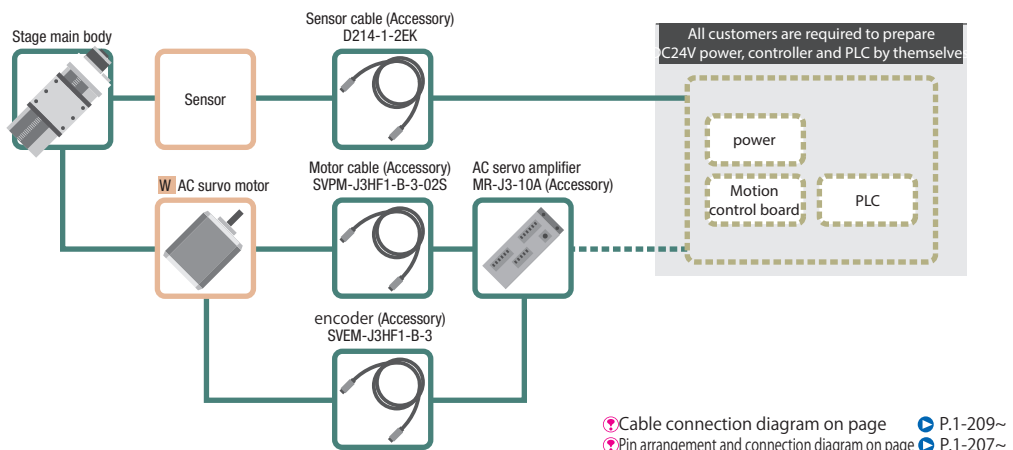 Stage main body
Sensor
Sensor cable (Accessory)
D214-1-2EK
All customers are required to prepare
DC24V power, controller and PLC by themselve
power
Motion
control board
PLC
W AC survo motor
Motor cable (Accessory)
SVPM-J3HF1-B-3-02S
AC servo amplifier
MR-J3-10A (Accessory)
encoder (Accessory)
SVEM-J3HF1-B-3
Cable connection diagram on page P.1-209~
Pin arrangement and connection diagram on page P.1-207~